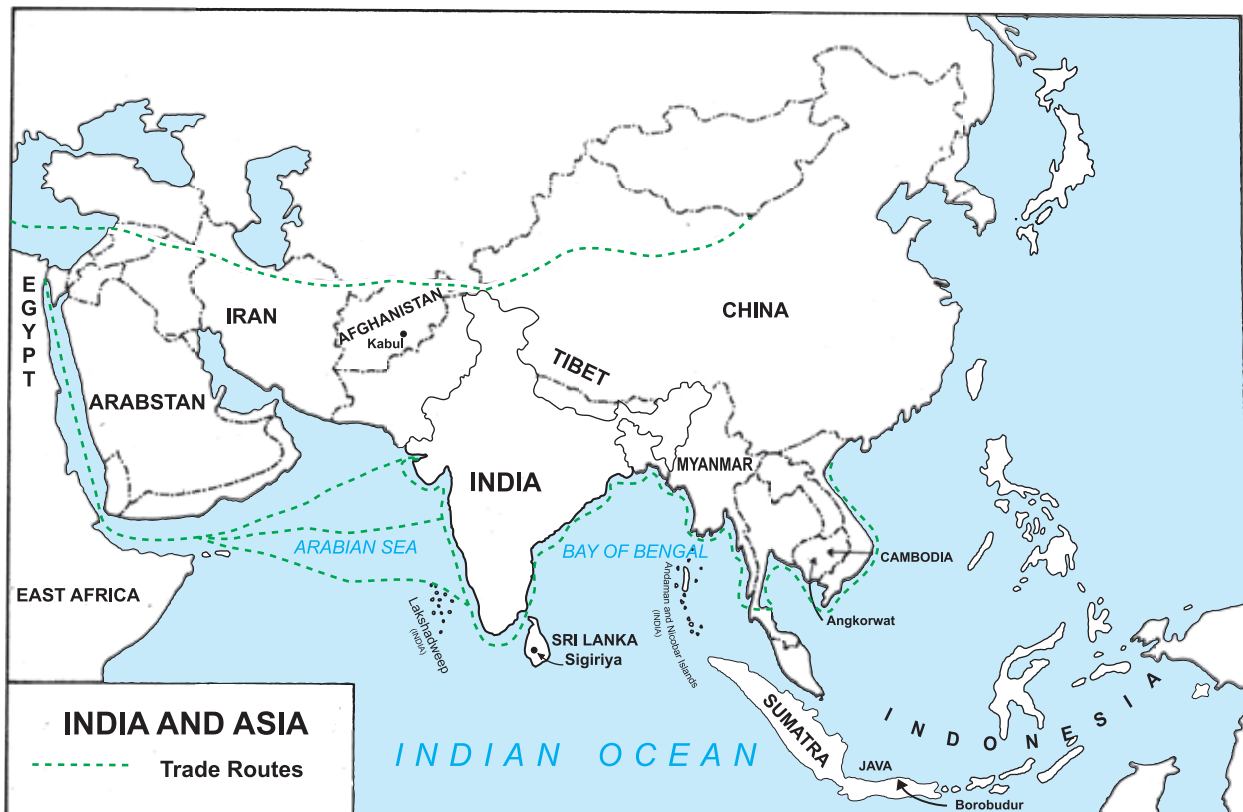 EGYPT
IRAN
AFGHANISTAN
Kabul
CHINA
TIBET
ARABSTAN
INDIA
MYANMAR
ARABIAN SEA
BAY OF BENGAL
CAMBODIA
EAST AFRICA
Lakshadweep
(INDIA)
Andaman and Nicobar Islands
(INDIA)
Angkorwat
SRI LANKA
Sigiriya
SUMATRA
INDONESIA
INDIA AND ASIA
Trade Routes
INDIAN OCEAN
JAVA
Borobudur